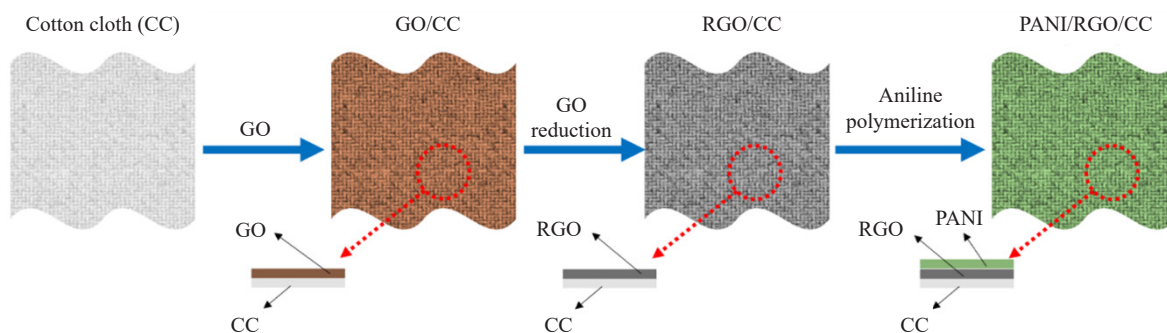 Cotton cloth (CC)
GO/CC
RGO/CC
PANI/RGO/CC
GO
GO
reduction
Aniline
polymerization
GO
RGO
RGO
PANI
CC
CC
CC